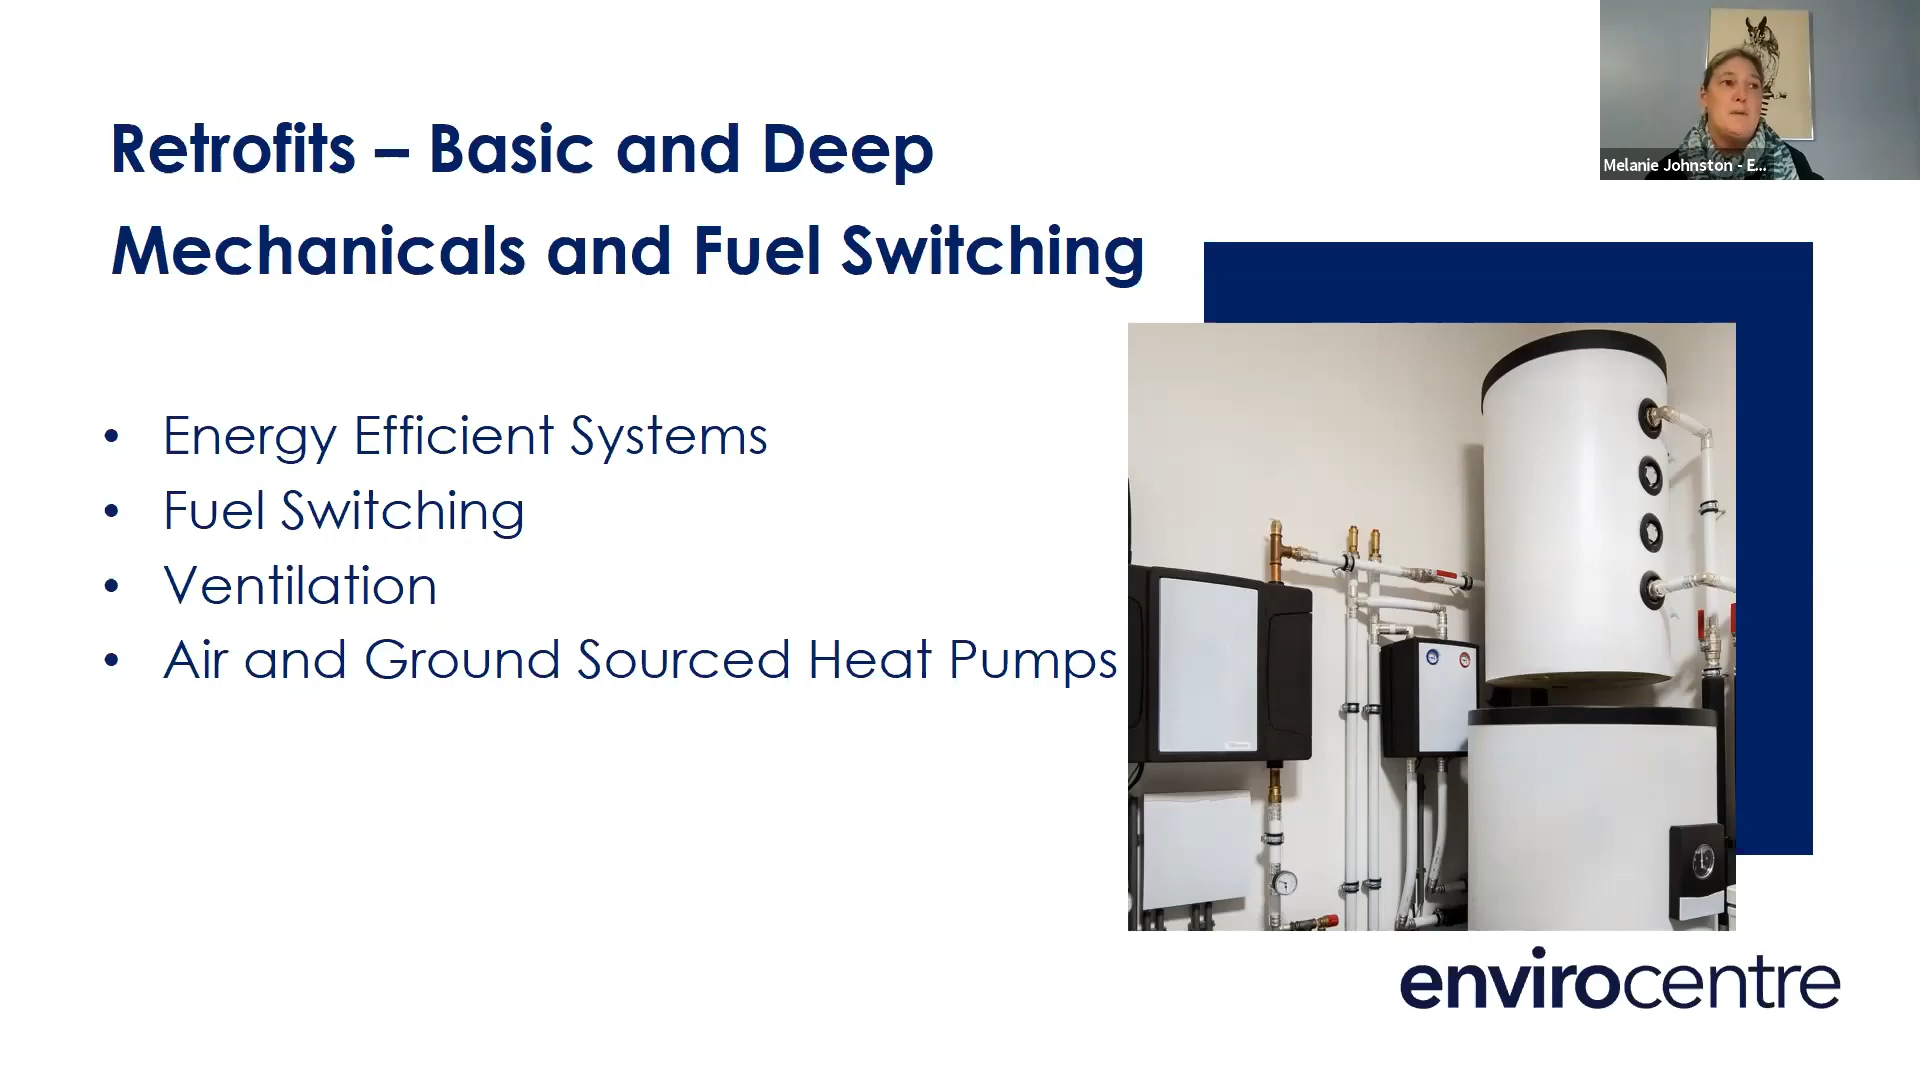 Retrofits – Basic and Deep
Mechanicals and Fuel Switching
• Energy Efficient Systems
• Fuel Switching
• Ventilation
• Air and Ground Sourced Heat Pumps
Melanie Johnston - E...
envirocentre